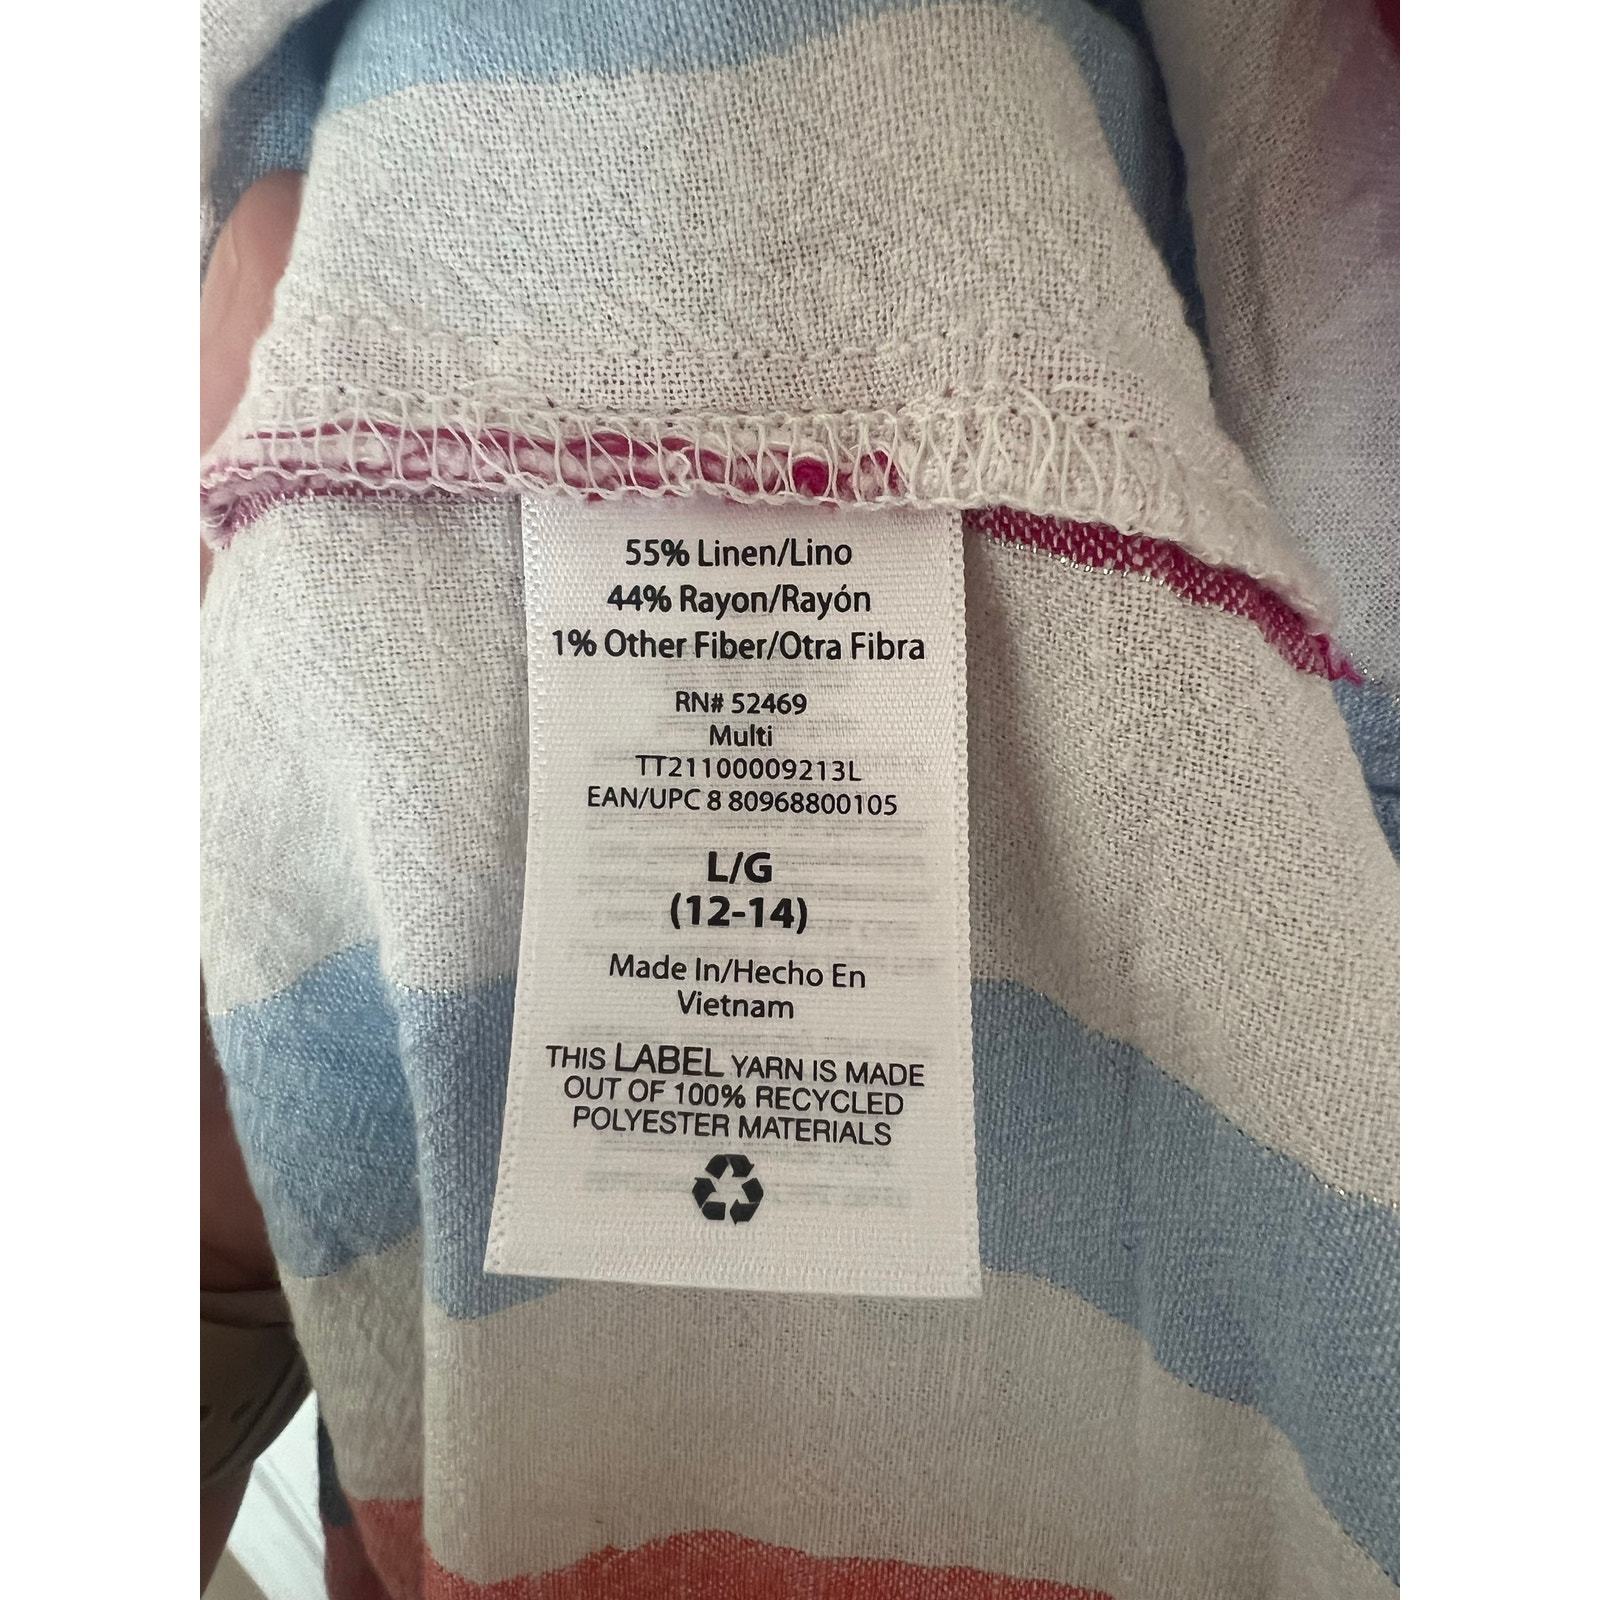 55% Linen/Lino
44% Rayon/Rayón
1% Other Fiber/Otra Fibra
RN# 52469
Multi
TT21100009213L
EAN/UPC 8 80968800105
L/G
(12-14)
Made In/Hecho En
Vietnam
THIS LABEL YARN IS MADE
OUT OF 100% RECYCLED
POLYESTER MATERIALS